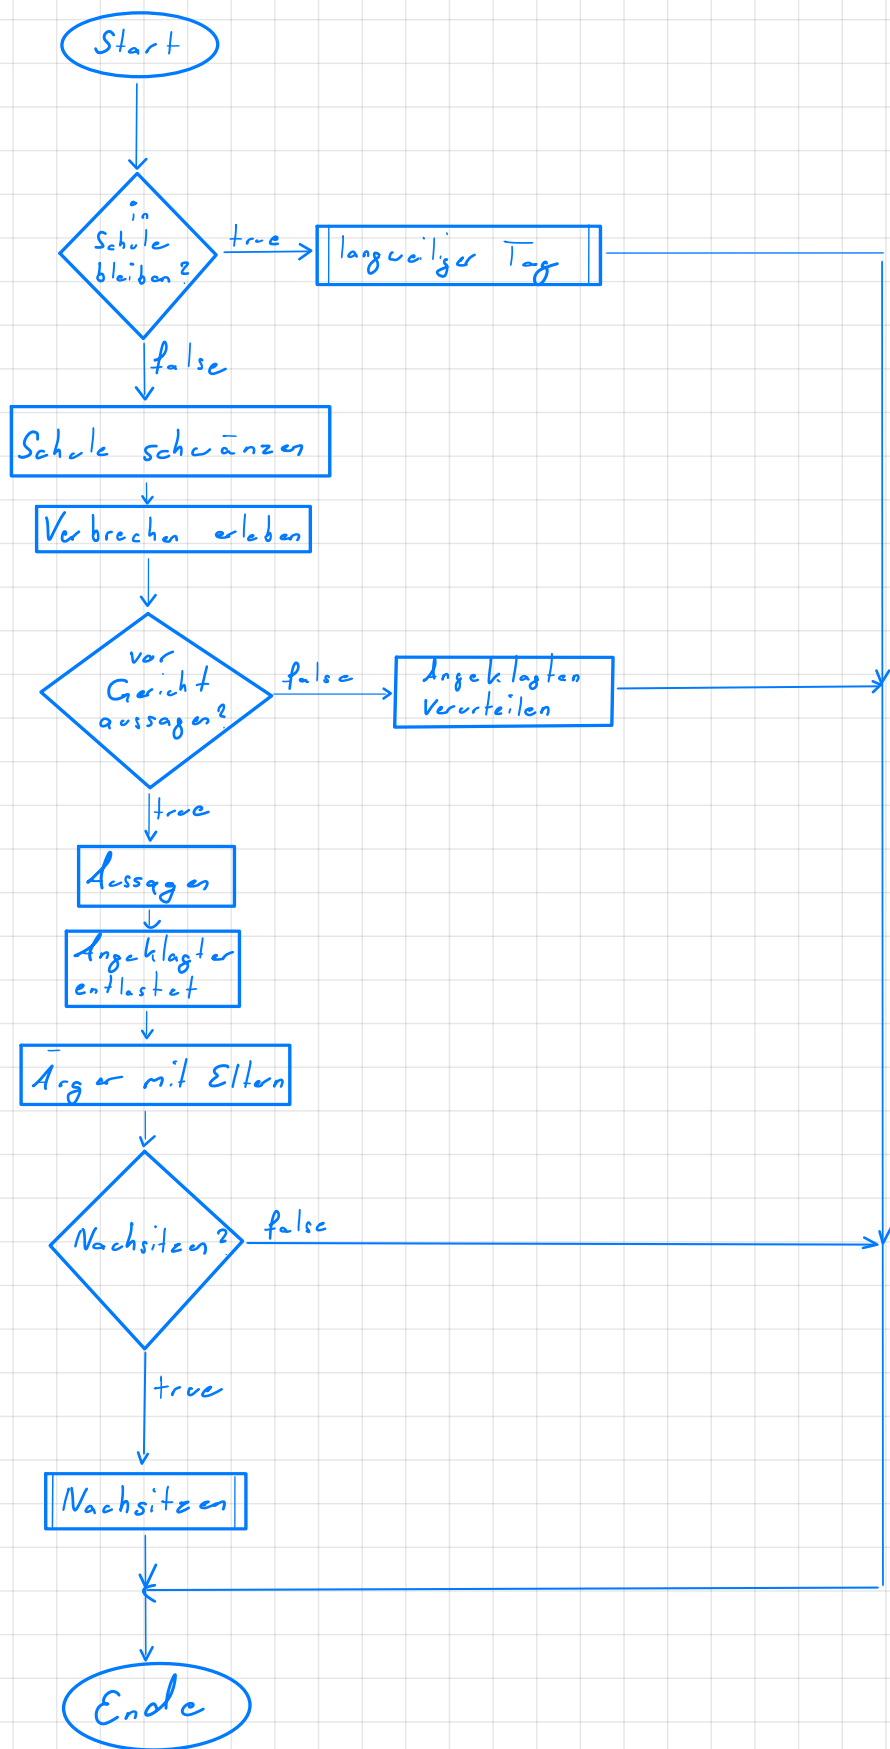 Start
in
Schule
bleiben?
true
langweiliger Tag
false
Schule schwänzen
Verbrechen erleben
vor
Gericht
aussagen?
false
Angeklagten
verurteilen
true
Aussagen
Angeklagter
entlastet
Ärger mit Eltern
Nachsitzen?
false
true
Nachsitzen
Ende